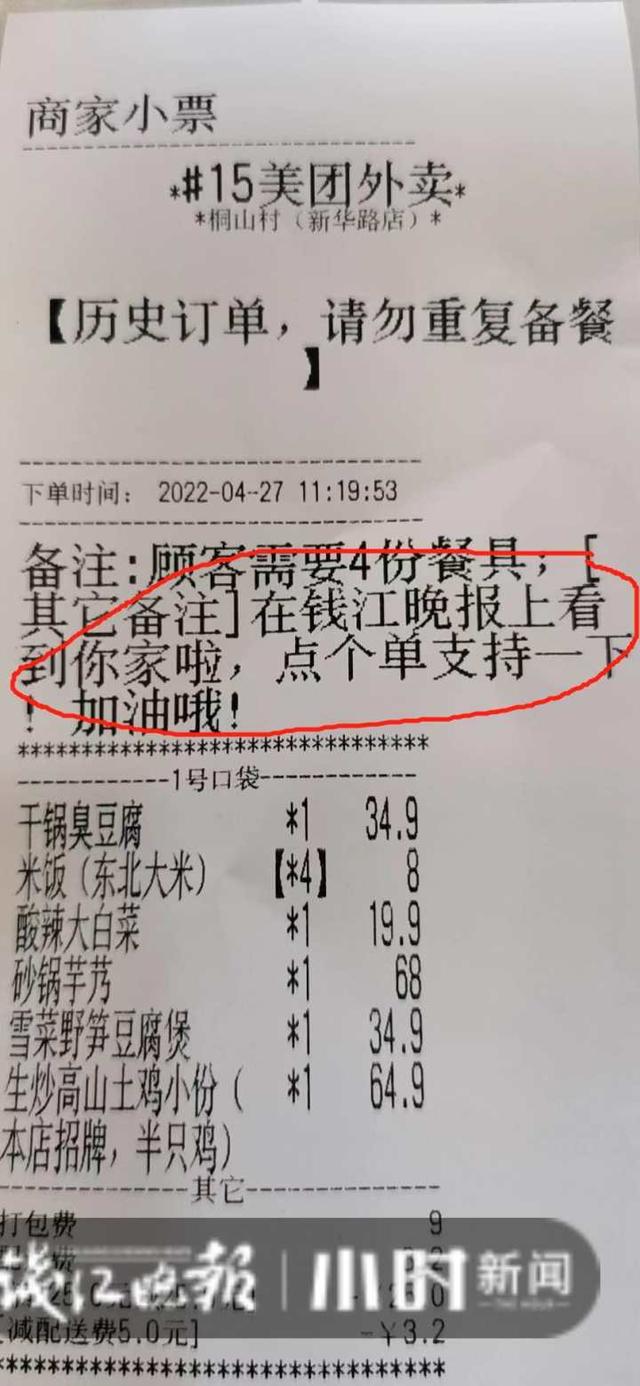 商家小票
*#15美团外卖*
*桐山村（新华路店）*
【历史订单，请勿重复备餐
】
下单时间： 2022-04-27 11:19:53
备注:顾客需要4份餐具；[
其它备注]在钱江晚报上看
到你家啦，点个单支持一下
！加油哦！
********************************
------------1号口袋------------
干锅臭豆腐 *1 34.9
米饭（东北大米） 【*4】 8
酸辣大白菜 *1 19.9
砂锅芋艿 *1 68
雪菜野笋豆腐煲 *1 34.9
生炒高山土鸡小份（ *1 64.9
本店招牌，半只鸡）
---------------其它---------------
打包费 9
钱江晚报 小时 新闻
THE HOUR
[减配送费5.0元] -￥3.2
********************************